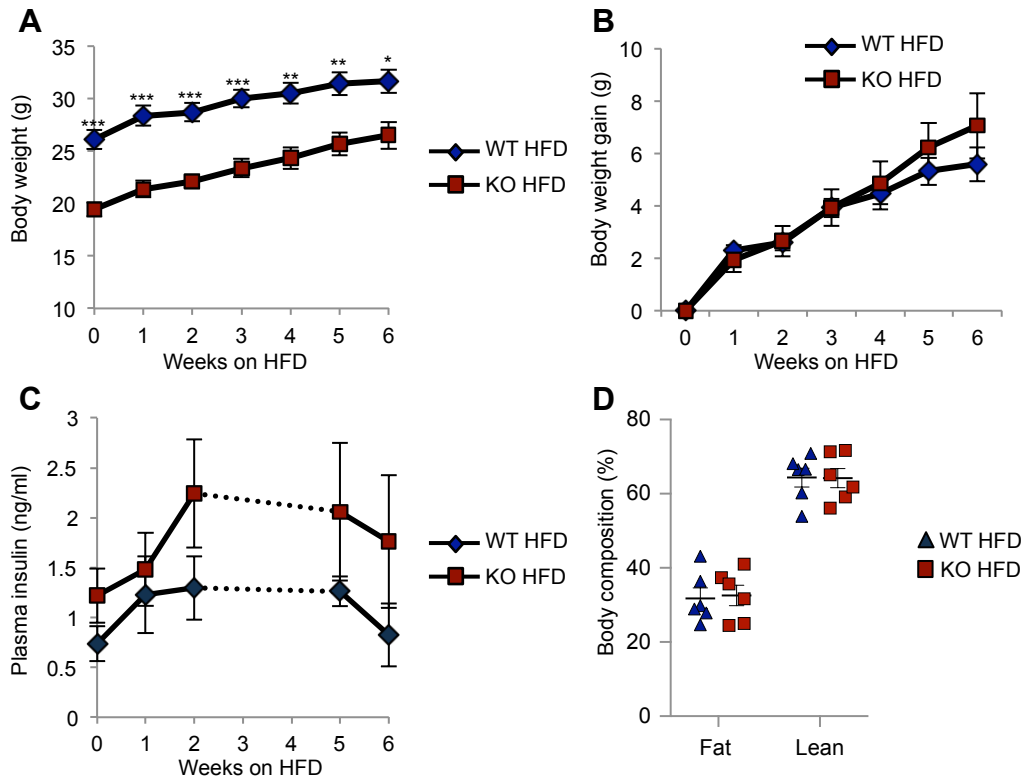 A
35
30
25
20
15
10
Body weight (g)
***
***
***
***
**
**
*
0 1 2 3 4 5 6
Weeks on HFD
WT HFD
KO HFD
B
10
8
6
4
2
0
Body weight gain (g)
WT HFD
KO HFD
0 1 2 3 4 5 6
Weeks on HFD
C
3
2.5
2
1.5
1
0.5
0
Plasma insulin (ng/ml)
0 1 2 3 4 5 6
Weeks on HFD
WT HFD
KO HFD
D
80
60
40
20
0
Body composition (%)
Fat Lean
WT HFD
KO HFD